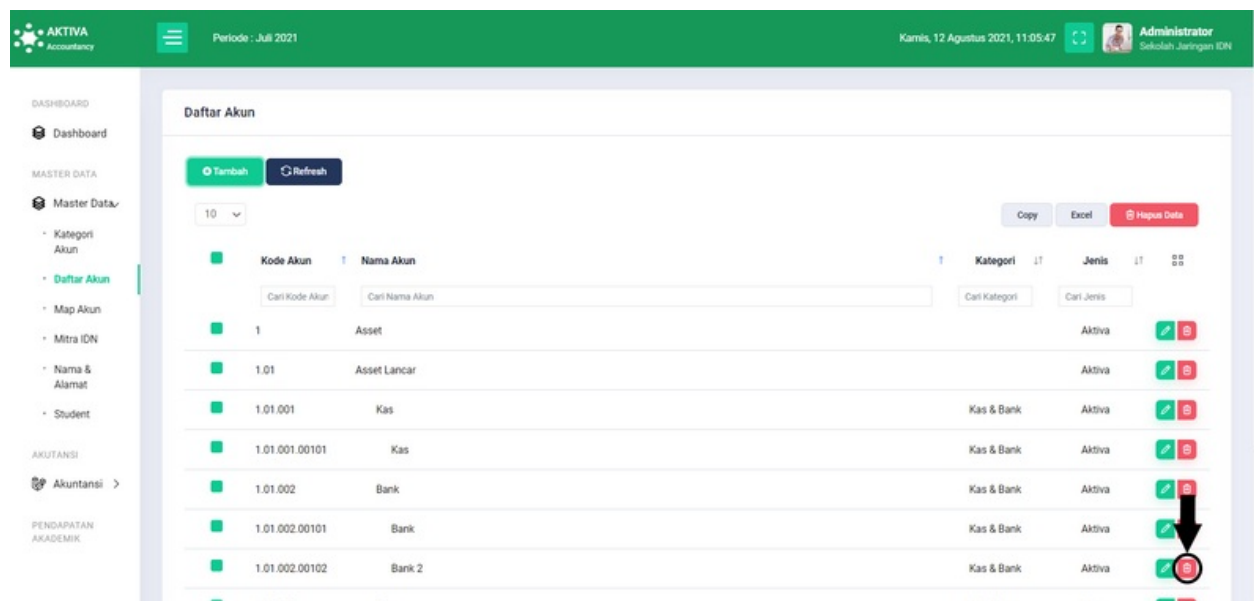 AKTIVA
Accountancy
Periode : Juli 2021
Kamis, 12 Agustus 2021, 11:05:47
Administrator
Sekolah Jaringan IDN
DASHBOARD
Dashboard
MASTER DATA
Master Data
Kategori
Akun
Daftar Akun
Map Akun
Mitra IDN
Nama &
Alamat
Student
AKUTANSI
Akuntansi
PENDAPATAN
AKADEMIK
Daftar Akun
Tambah Refresh
10 Copy Excel Hapus Data
Kode Akun Nama Akun Kategori Jenis
Cari Kode Akun Cari Nama Akun Cari Kategori Cari Jenis
1 Asset Aktiva
1.01 Asset Lancar Aktiva
1.01.001 Kas Kas & Bank Aktiva
1.01.001.00101 Kas Kas & Bank Aktiva
1.01.002 Bank Kas & Bank Aktiva
1.01.002.00101 Bank Kas & Bank Aktiva
1.01.002.00102 Bank 2 Kas & Bank Aktiva